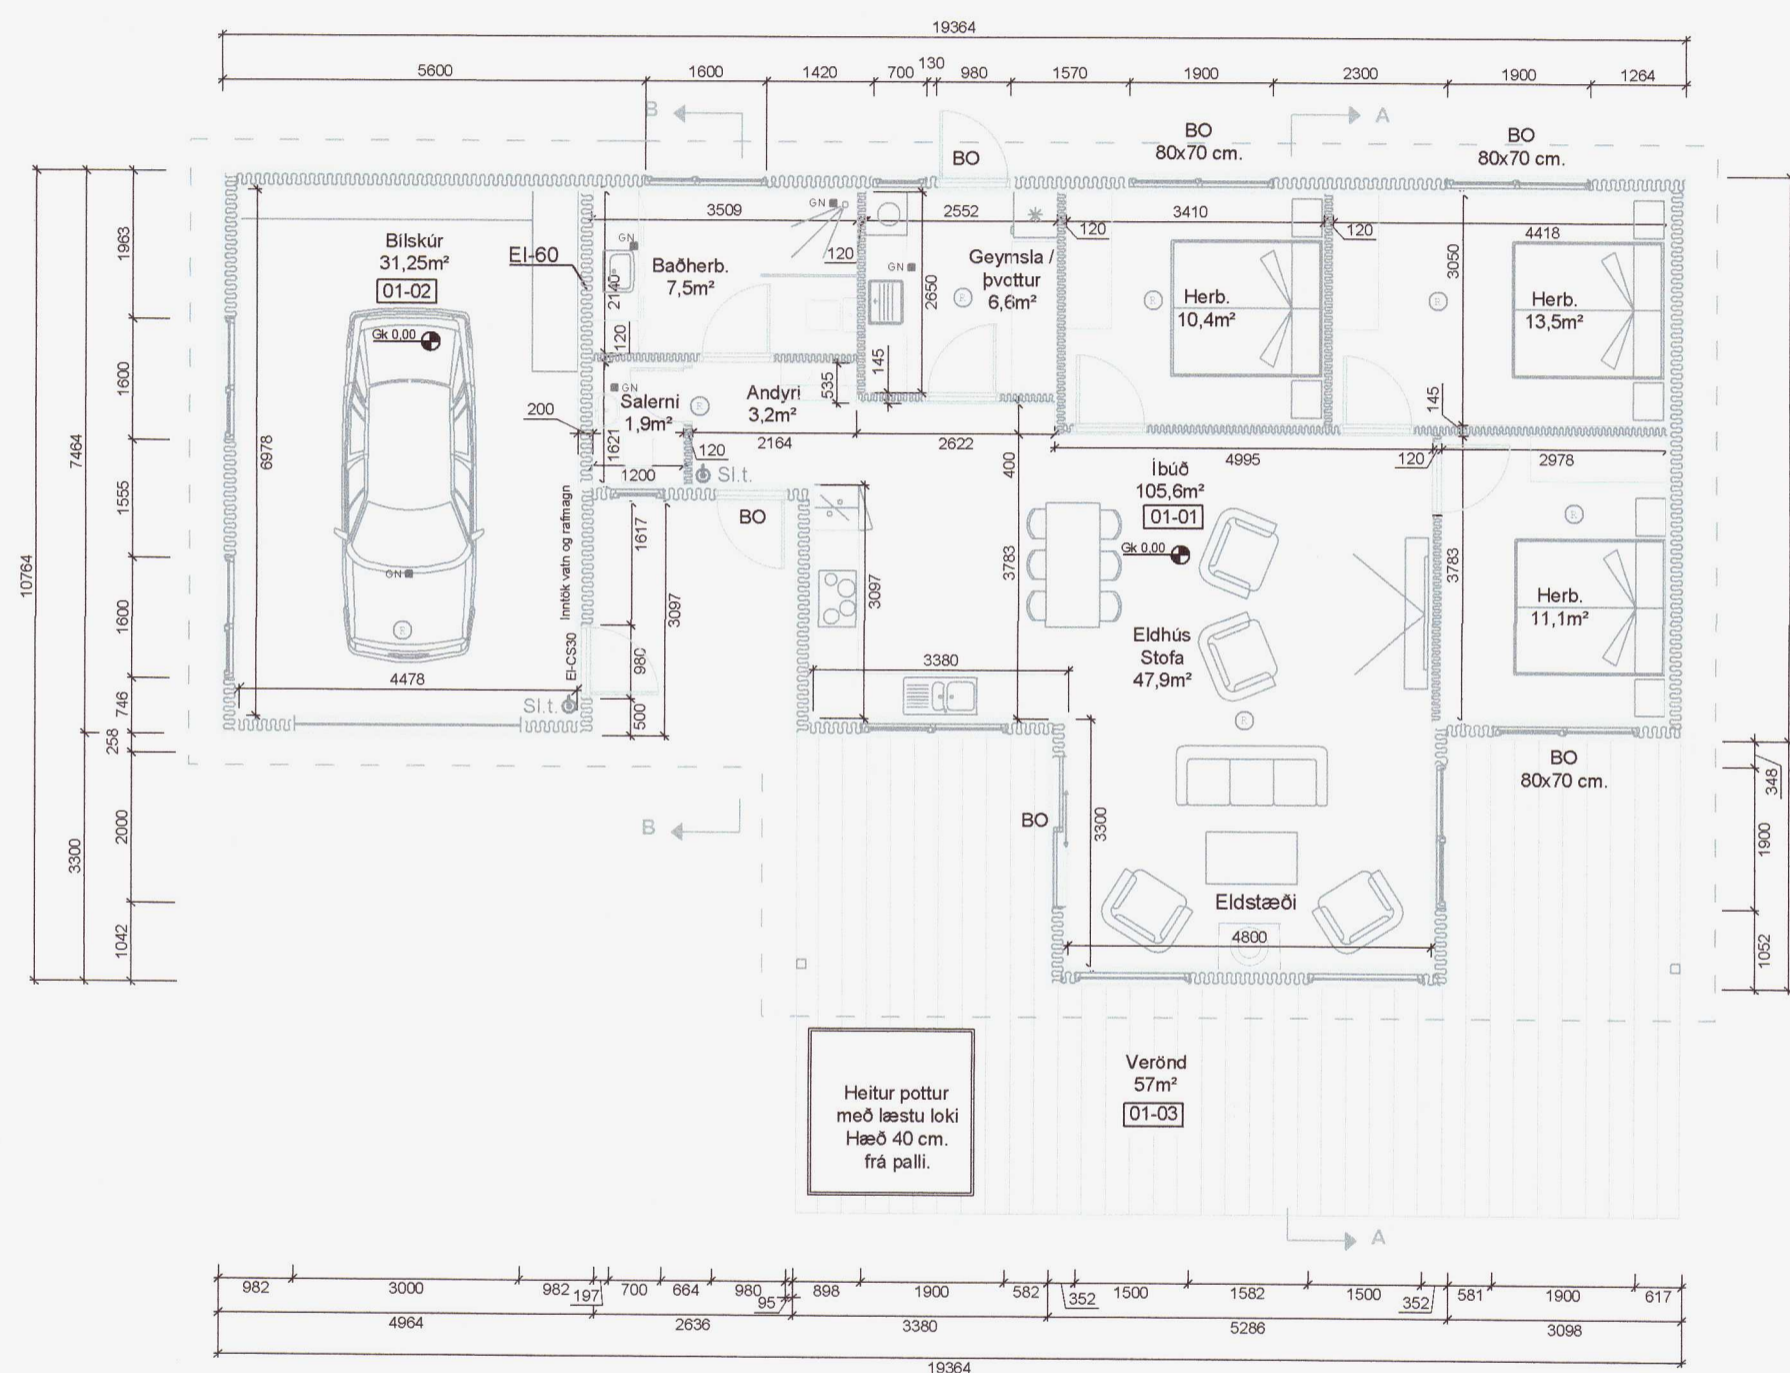 19364
5600 1600 1420 700 130 980 1570 1900 2300 1900 1264
B
A
BO
BO
80x70 cm.
BO
80x70 cm.
10764
7464
3300
1963
1600
1555
1600
746
258
2000
1042
Bílskúr
31,25m²
01-02
Gk 0,00
6978
GN
E
4478
Sl.t.
EI-60
200
Inntök vatn og rafmagn
EI-CS30
3509
GN
GN
120
Baðherb.
7,5m²
2140
120
GN
Salerni
1,9m²
1621
1200
120
Sl.t.
E
Andyri
3,2m²
535
2164
BO
1617
980
500
3097
2552
GN
2650
145
Geymsla /
þvottur
6,6m²
E
2622
400
3410
120
E
Herb.
10,4m²
120
4418
3050
E
Herb.
13,5m²
145
4995
120
2978
Íbúð
105,6m²
01-01
Gk 0,00
3783
3097
3380
Eldhús
Stofa
47,9m²
E
3783
E
Herb.
11,1m²
BO
80x70 cm.
348
1900
1052
B
BO
3300
Eldstæði
4800
Verönd
57m²
01-03
Heitur pottur
með læstu loki
Hæð 40 cm.
frá palli.
A
982 3000 982 197 700 664 980 95 898 1900 582 352 1500 1582 1500 352 581 1900 617
4964 2636 3380 5286 3098
19364